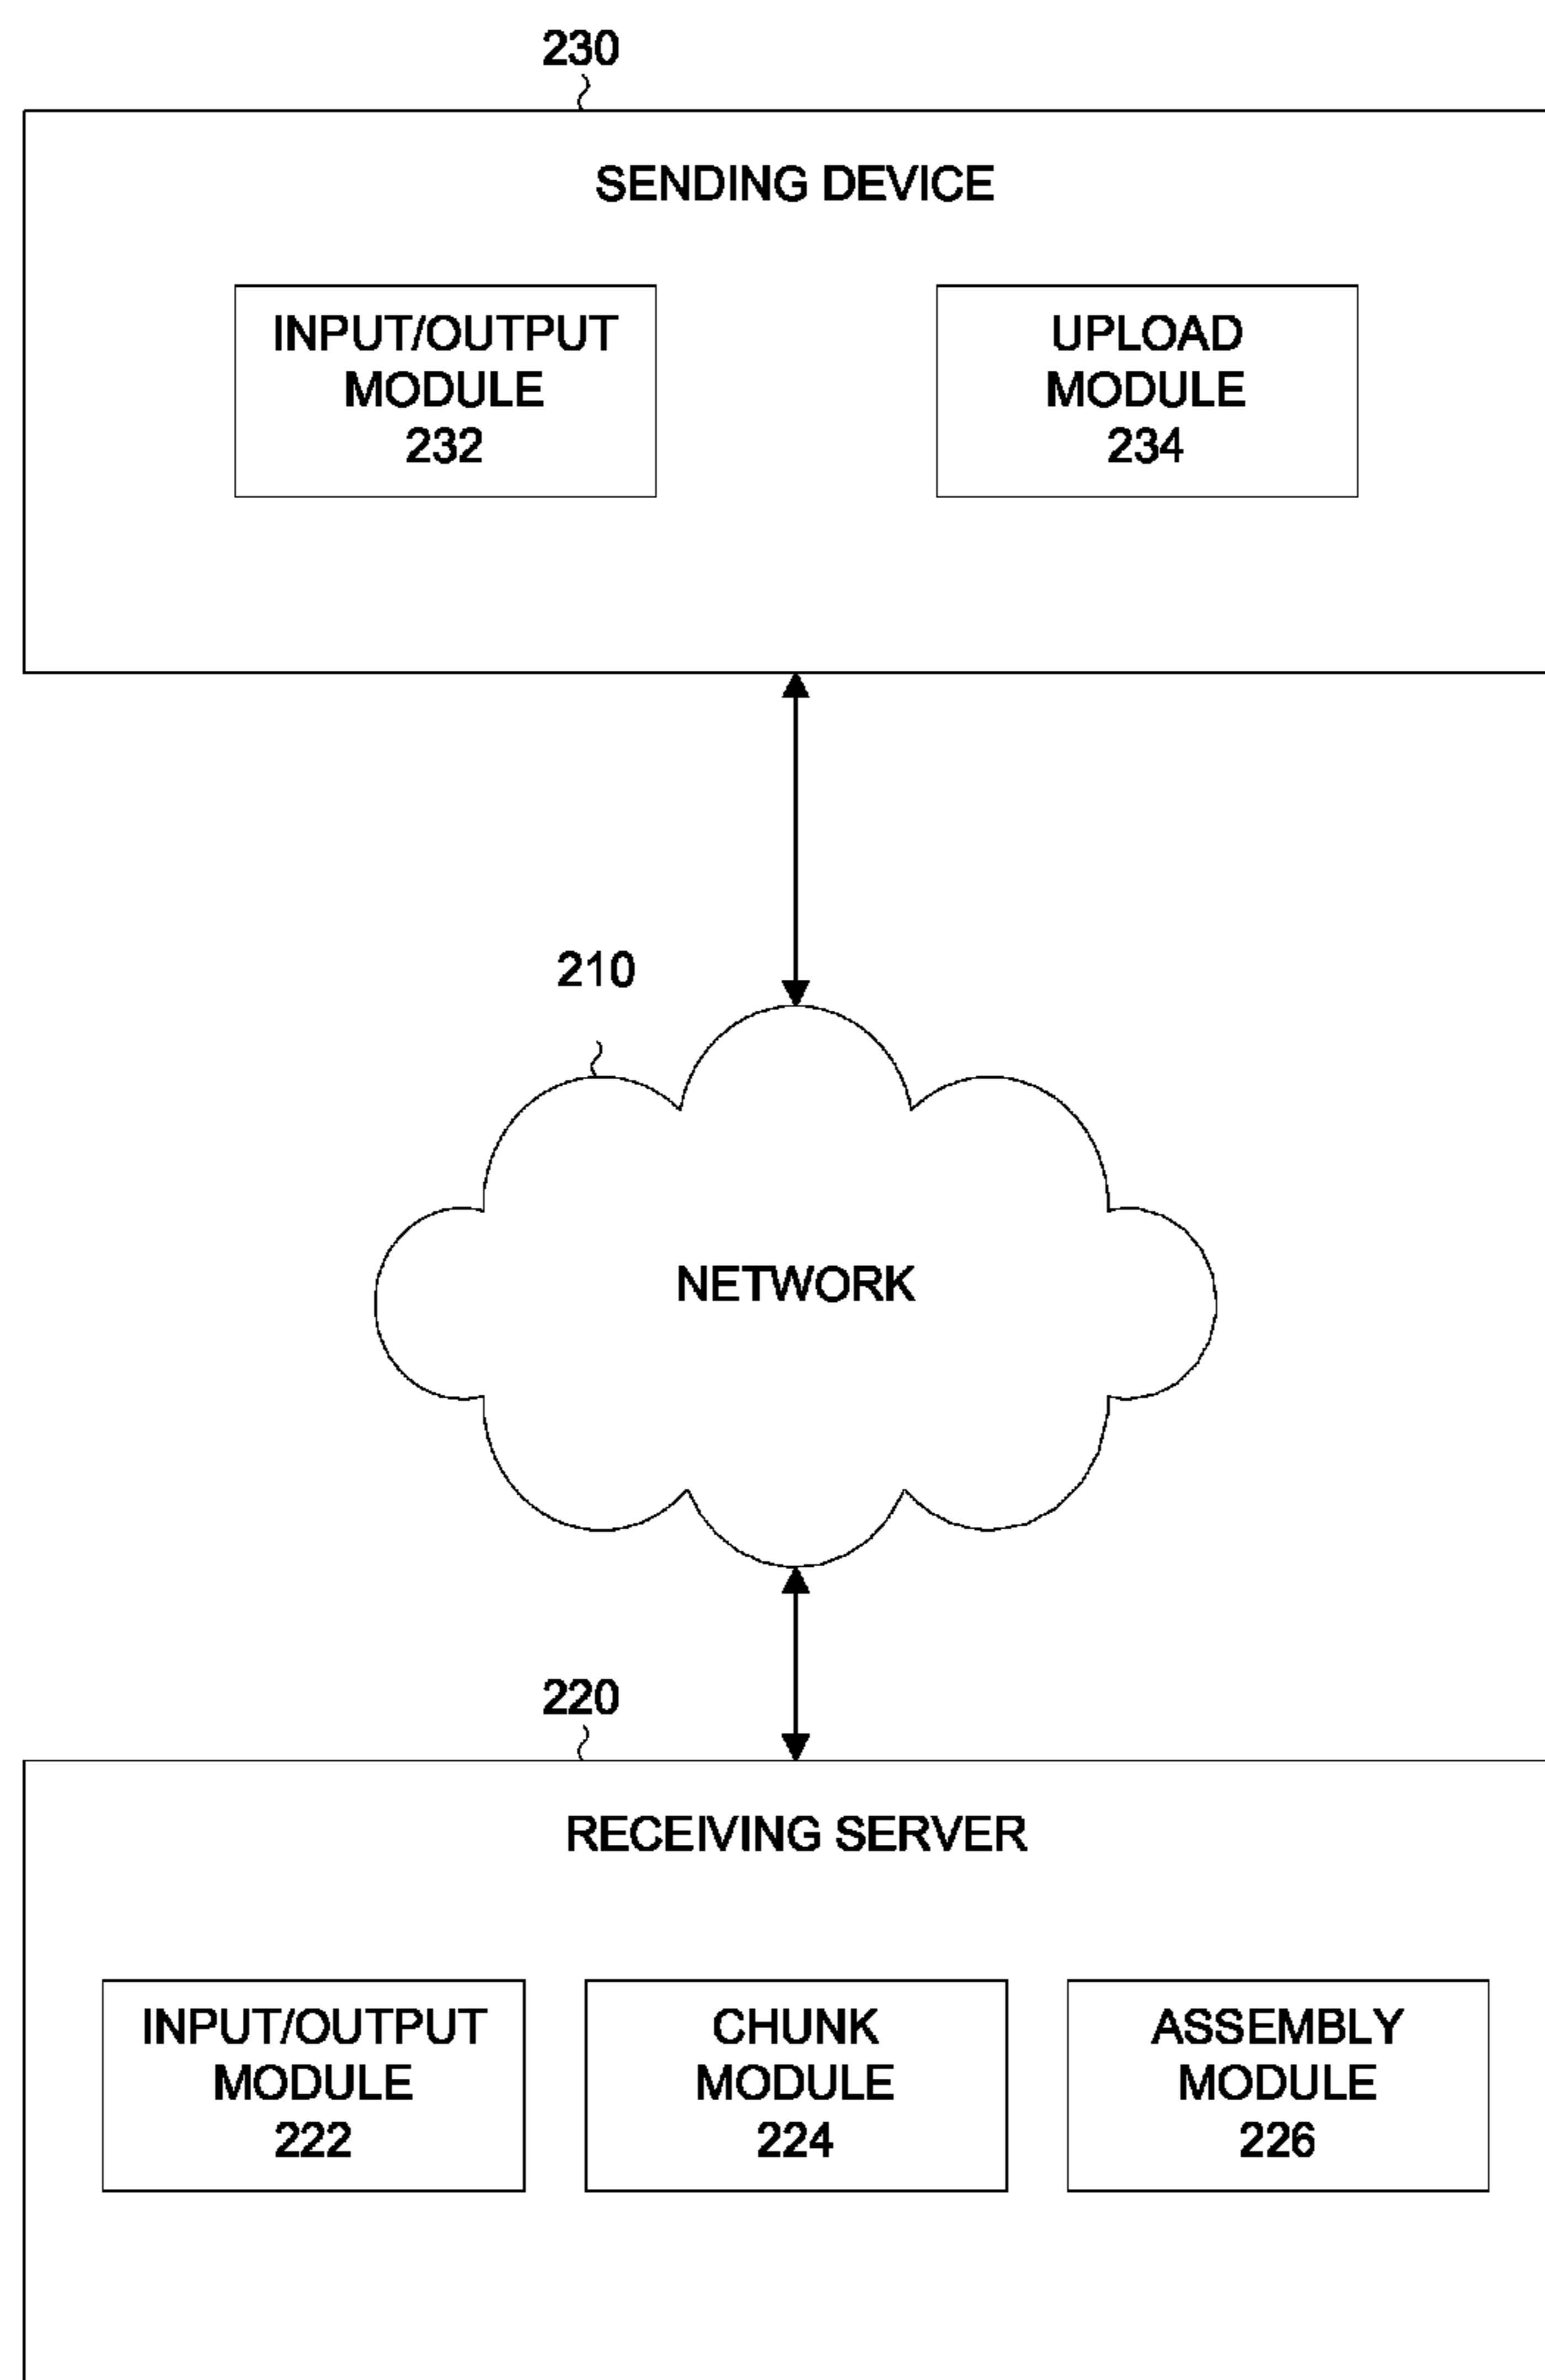 230
SENDING DEVICE
INPUT/OUTPUT
MODULE
232
UPLOAD
MODULE
234
210
NETWORK
220
RECEIVING SERVER
INPUT/OUTPUT
MODULE
222
CHUNK
MODULE
224
ASSEMBLY
MODULE
226